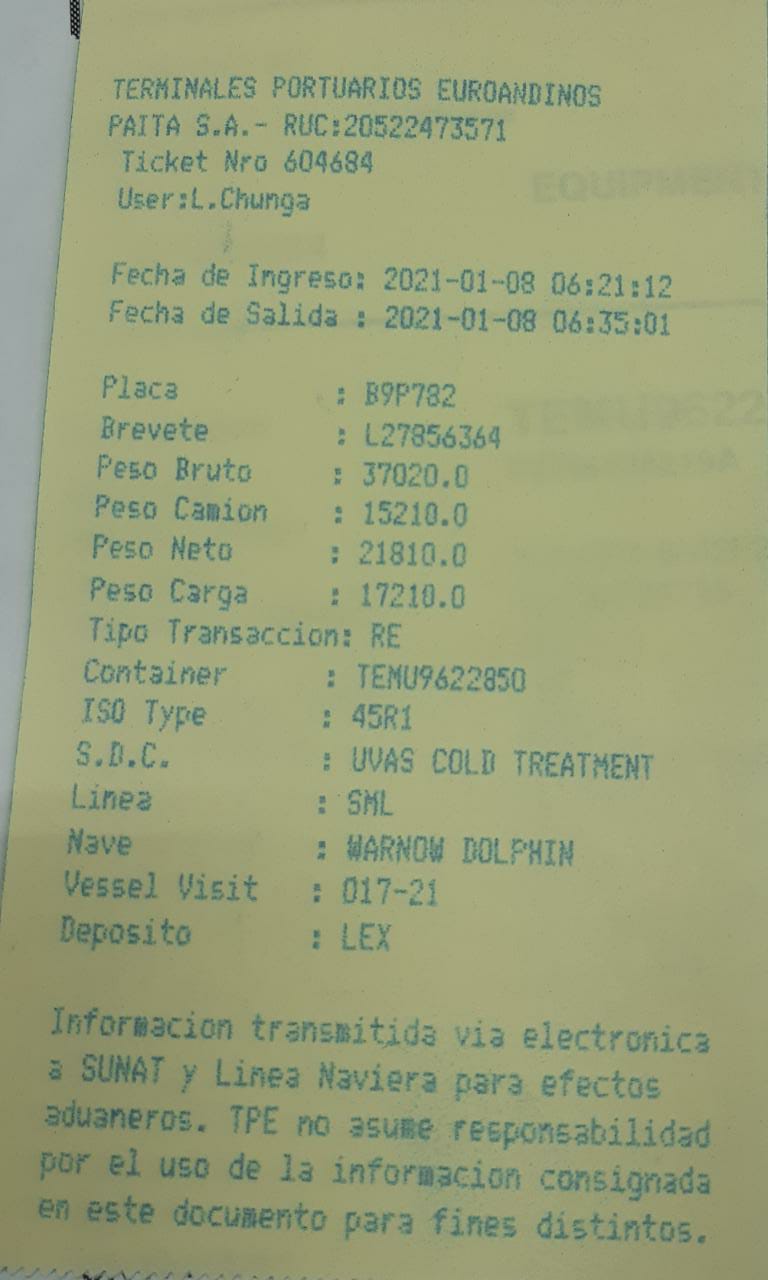 TERMINALES PORTUARIOS EUROANDINOS
PAITA S.A.- RUC:20522473571
Ticket Nro 604684
User:L.Chunga
EQUIPMENT
Fecha de Ingreso: 2021-01-08 06:21:12
Fecha de Salida : 2021-01-08 06:35:01
Placa : B9P782
Brevete : L27856364
TEMU9622
Peso Bruto : 37020.0
Peso Camion : 15210.0
Peso Neto : 21810.0
Peso Carga : 17210.0
Tipo Transaccion: RE
Container : TEMU9622850
ISO Type : 45R1
S.D.C. : UVAS COLD TREATMENT
Linea : SML
Nave : WARNOW DOLPHIN
Vessel Visit : 017-21
Deposito : LEX
Informacion transmitida via electronica
a SUNAT y Linea Naviera para efectos
aduaneros. TPE no asume responsabilidad
por el uso de la informacion consignada
en este documento para fines distintos.